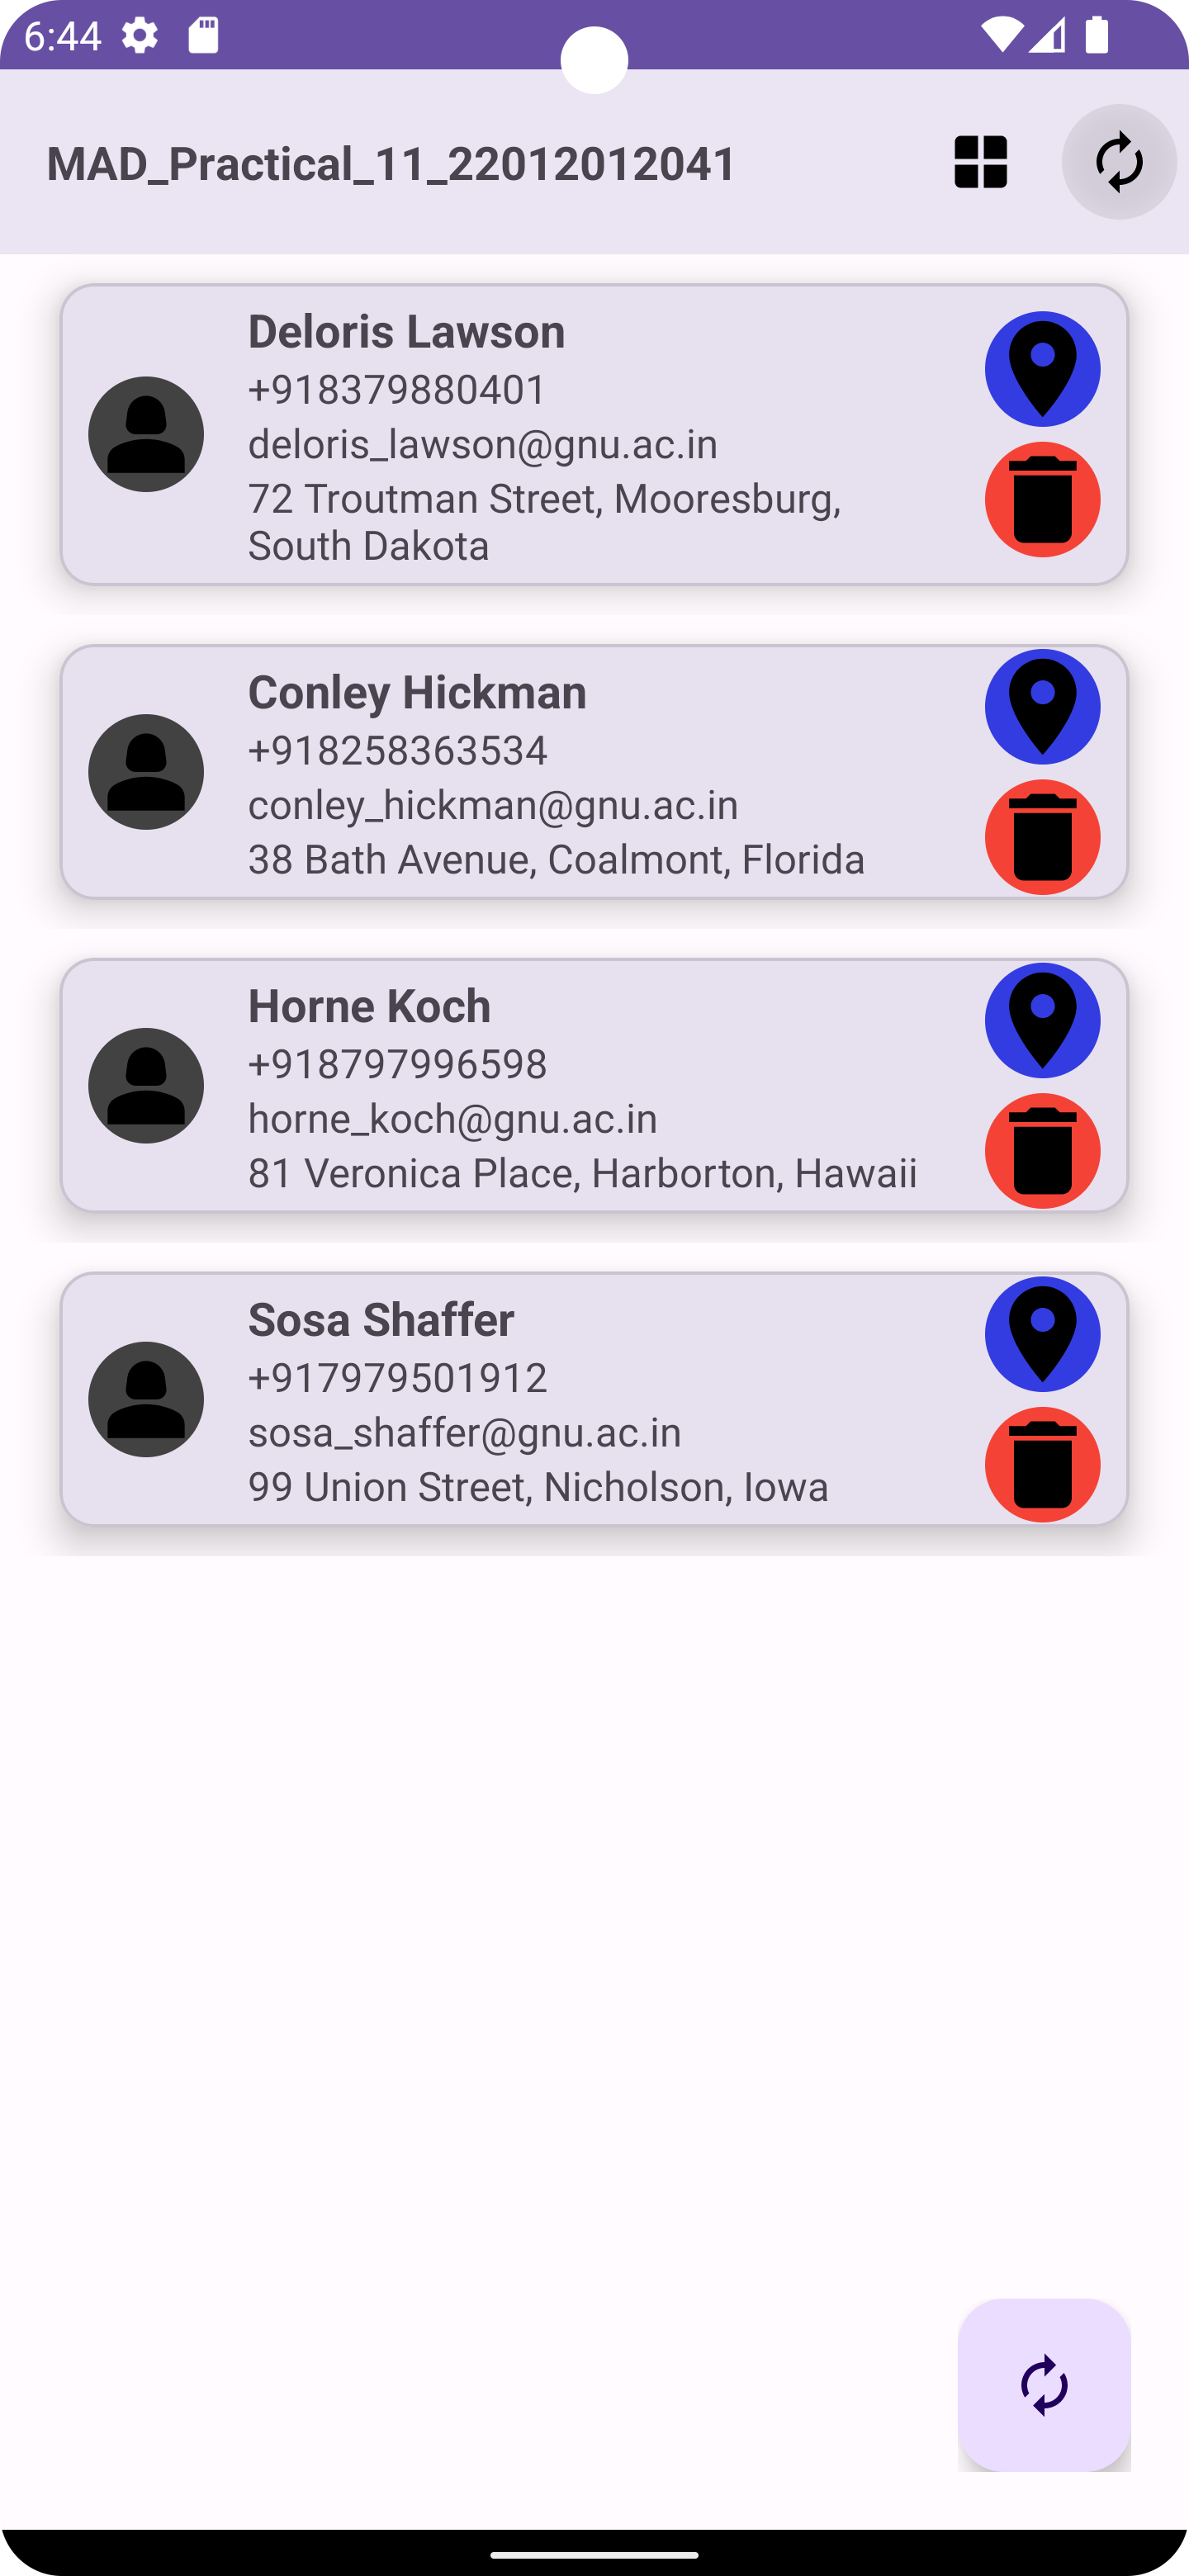 6:44
MAD_Practical_11_22012012041
Deloris Lawson
+918379880401
deloris_lawson@gnu.ac.in
72 Troutman Street, Mooresburg,
South Dakota
Conley Hickman
+918258363534
conley_hickman@gnu.ac.in
38 Bath Avenue, Coalmont, Florida
Horne Koch
+918797996598
horne_koch@gnu.ac.in
81 Veronica Place, Harborton, Hawaii
Sosa Shaffer
+917979501912
sosa_shaffer@gnu.ac.in
99 Union Street, Nicholson, Iowa